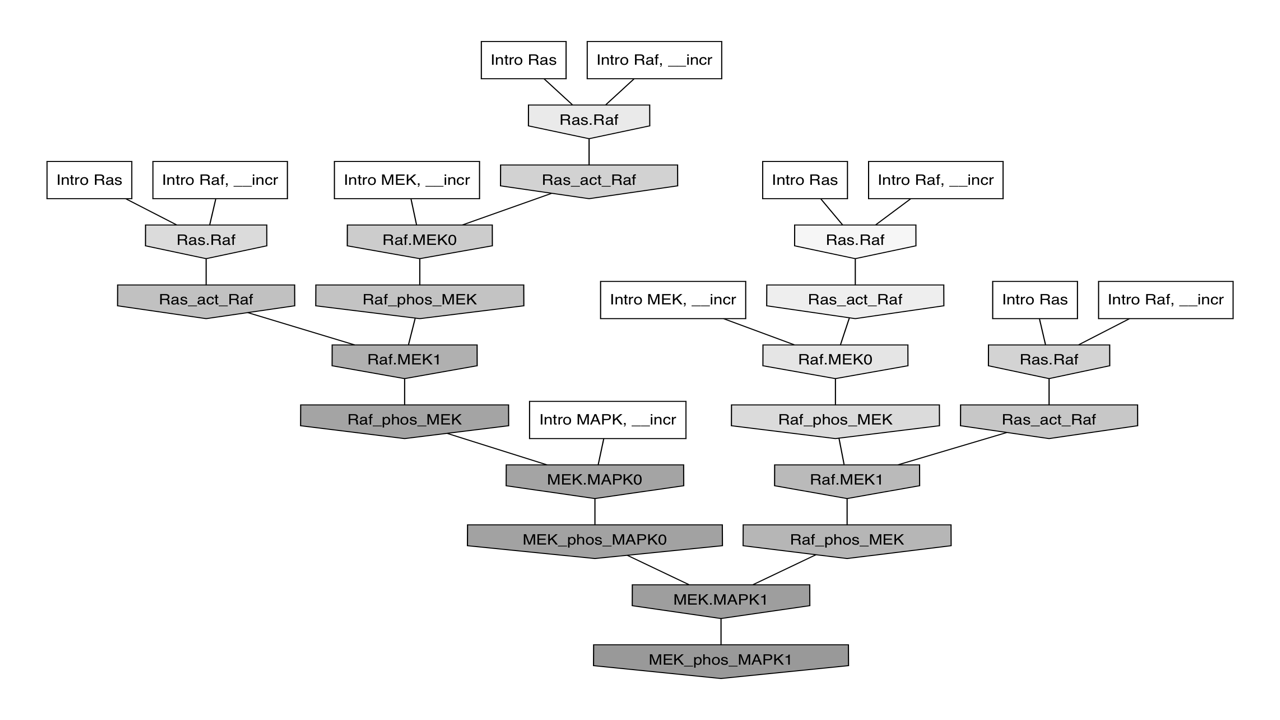 Intro Ras
Intro Raf, __incr
Ras.Raf
Intro Ras
Intro Raf, __incr
Intro MEK, __incr
Ras_act_Raf
Intro Ras
Intro Raf, __incr
Ras.Raf
Raf.MEK0
Ras.Raf
Ras_act_Raf
Raf_phos_MEK
Intro MEK, __incr
Ras_act_Raf
Intro Ras
Intro Raf, __incr
Raf.MEK1
Raf.MEK0
Ras.Raf
Raf_phos_MEK
Intro MAPK, __incr
Raf_phos_MEK
Ras_act_Raf
MEK.MAPK0
Raf.MEK1
MEK_phos_MAPK0
Raf_phos_MEK
MEK.MAPK1
MEK_phos_MAPK1